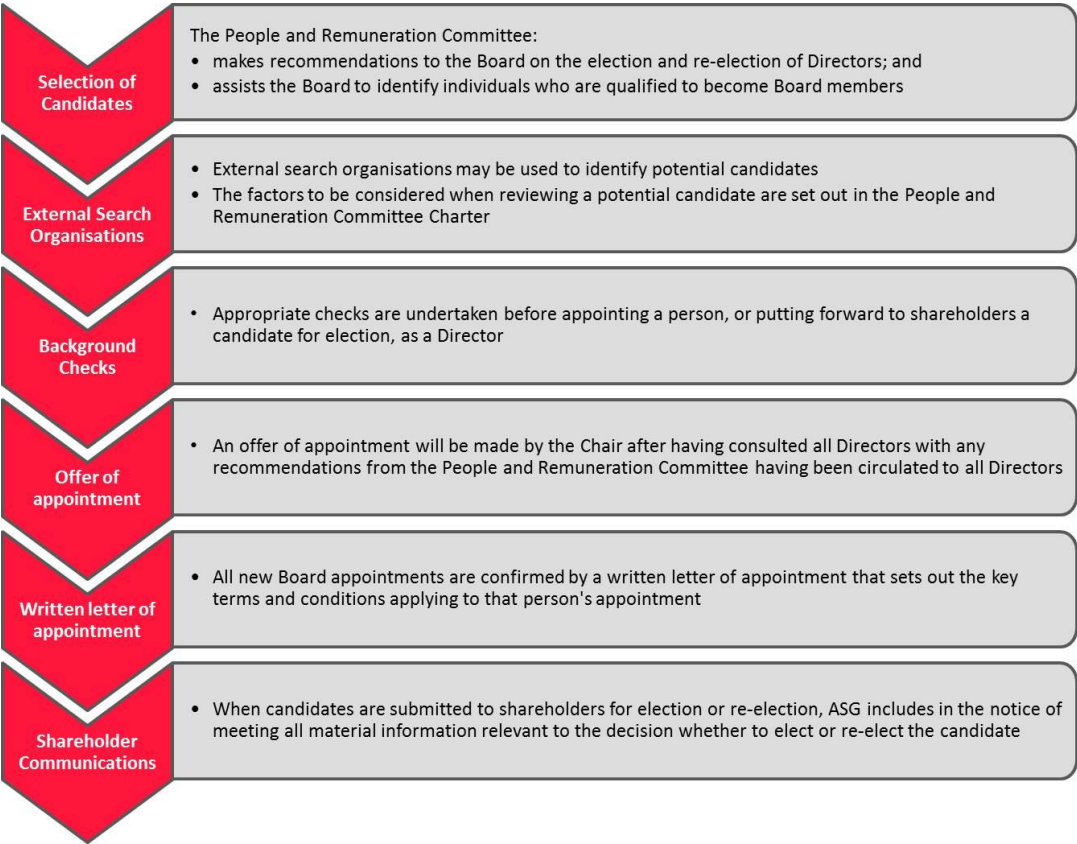 Selection of
Candidates
The People and Remuneration Committee:
• makes recommendations to the Board on the election and re-election of Directors; and
• assists the Board to identify individuals who are qualified to become Board members
External Search
Organisations
• External search organisations may be used to identify potential candidates
• The factors to be considered when reviewing a potential candidate are set out in the People and
Remuneration Committee Charter
Background
Checks
• Appropriate checks are undertaken before appointing a person, or putting forward to shareholders a
candidate for election, as a Director
Offer of
appointment
• An offer of appointment will be made by the Chair after having consulted all Directors with any
recommendations from the People and Remuneration Committee having been circulated to all Directors
Written letter of
appointment
• All new Board appointments are confirmed by a written letter of appointment that sets out the key
terms and conditions applying to that person's appointment
Shareholder
Communications
• When candidates are submitted to shareholders for election or re-election, ASG includes in the notice of
meeting all material information relevant to the decision whether to elect or re-elect the candidate